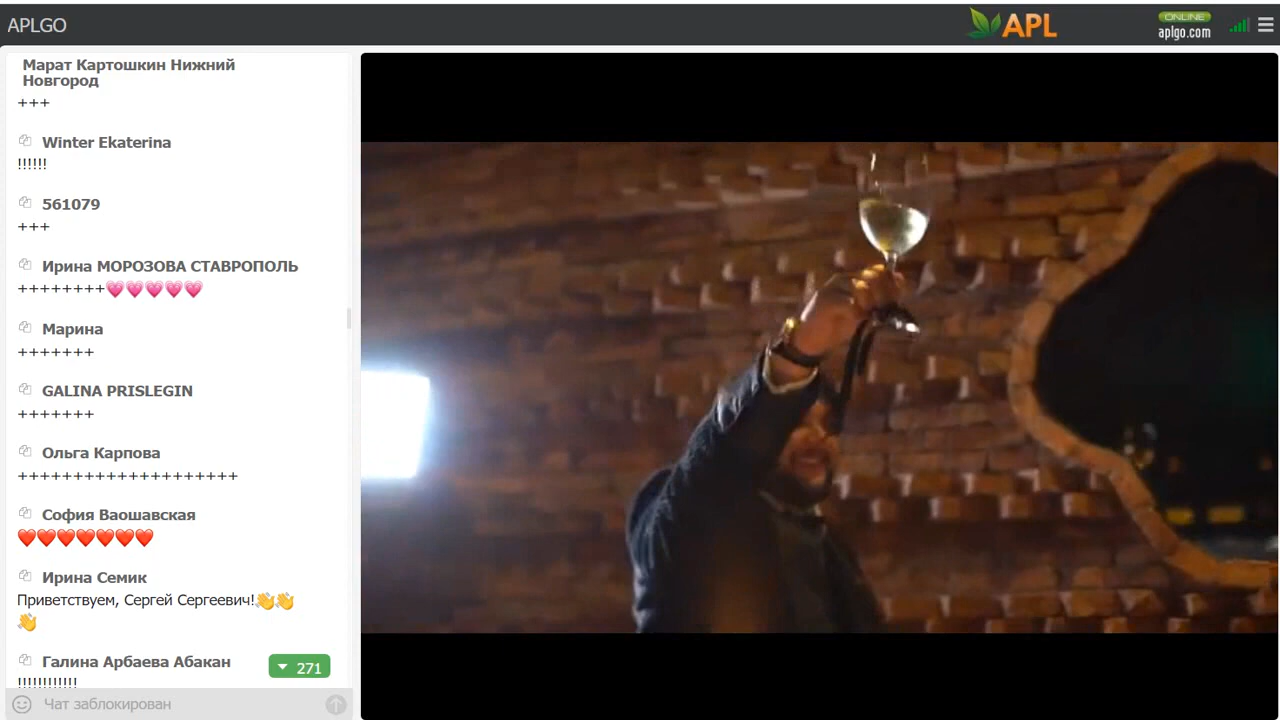 APLGO
APL
ONLINE
aplgo.com
Марат Картошкин Нижний
Новгород
+++
Winter Ekaterina
!!!!!!
561079
+++
Ирина МОРОЗОВА СТАВРОПОЛЬ
++++++++💗💗💗💗💗
Марина
+++++++
GALINA PRISLEGIN
+++++++
Ольга Карпова
++++++++++++++++++++
София Ваошавская
❤️❤️❤️❤️❤️❤️❤️
Ирина Семик
Приветствуем, Сергей Сергеевич!👏👏
👏
Галина Арбаева Абакан
271
!!!!!!!!!!!!
Чат заблокирован